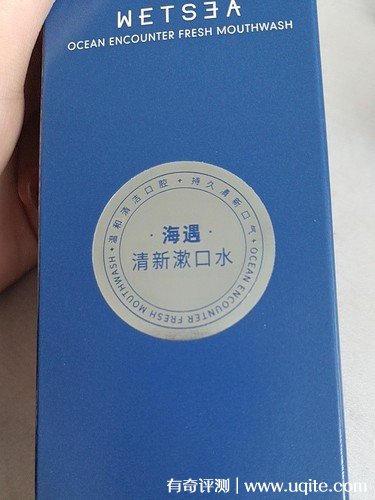 WETSEA
OCEAN ENCOUNTER FRESH MOUTHWASH
温和清洁口腔 • 持久清新口气
·海遇·
清新漱口水
• OCEAN ENCOUNTER FRESH MOUTHWASH •
有奇评测 | www.uqite.com